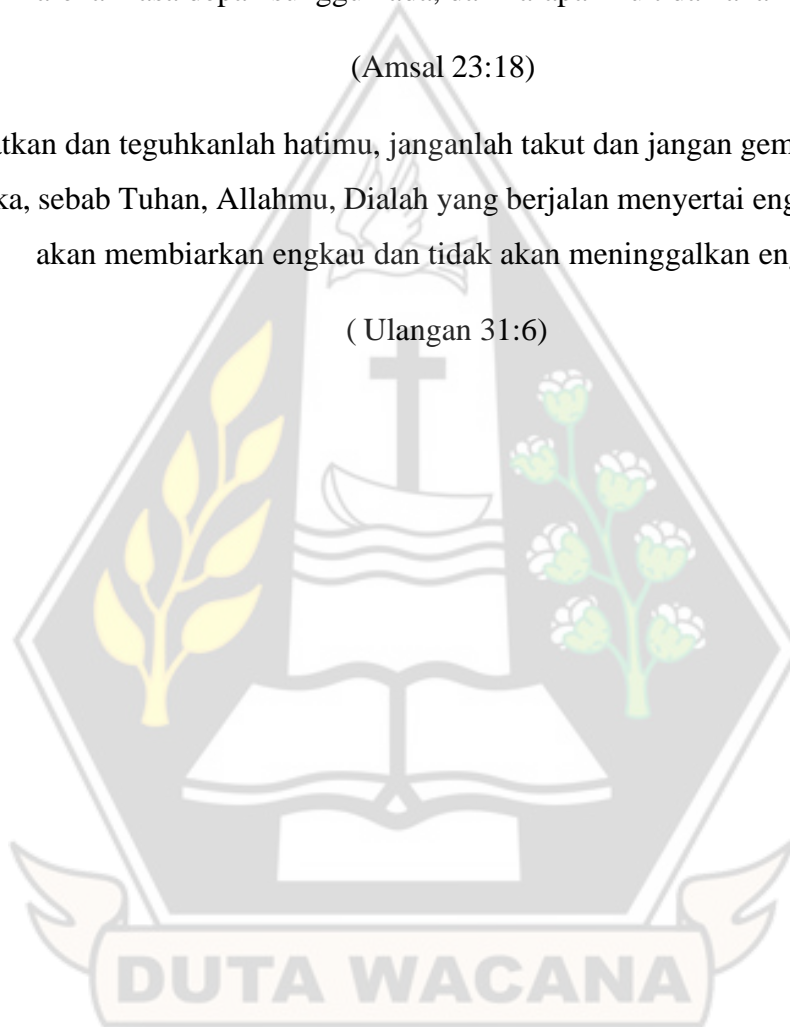 (Amsal 23:18)
tkan dan teguhkanlah hatimu, janganlah takut dan jangan gem
ka, sebab Tuhan, Allahmu, Dialah yang berjalan menyertai eng
akan membiarkan engkau dan tidak akan meninggalkan eng
( Ulangan 31:6)
DUTA WACANA